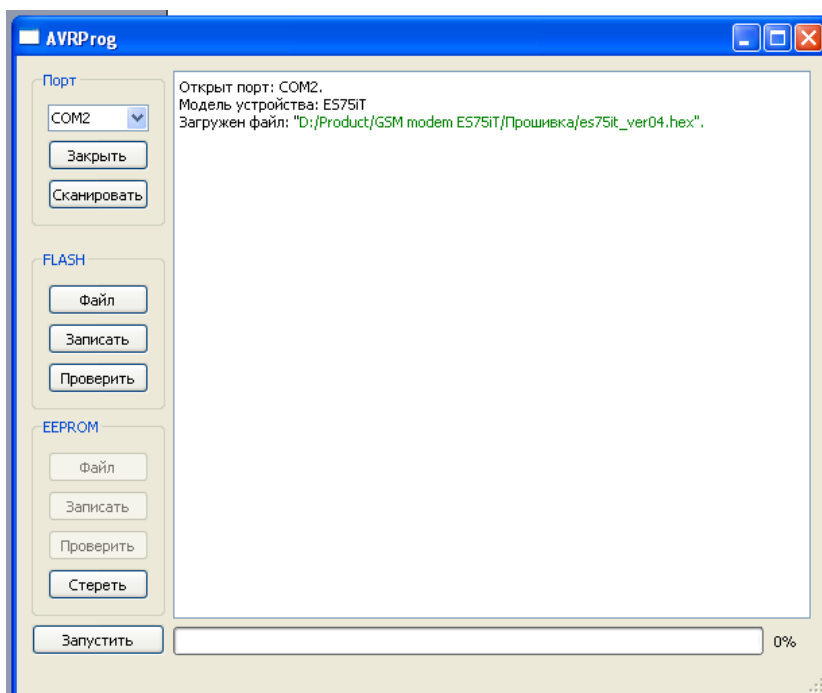 AVRProg
Порт
COM2
Закрыть
Сканировать
FLASH
Файл
Записать
Проверить
EEPROM
Файл
Записать
Проверить
Стереть
Запустить
Открыт порт: COM2.
Модель устройства: ES75iT
Загружен файл: "D:/Product/GSM modem ES75iT/Прошивка/es75it_ver04.hex".
0%